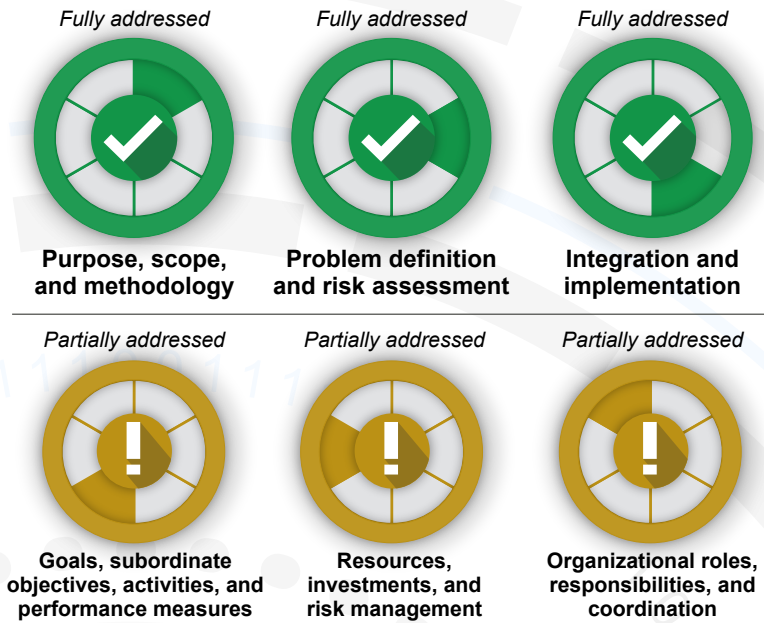 Fully addressed
Fully addressed
Fully addressed
Purpose, scope,
and methodology
Problem definition
and risk assessment
Integration and
implementation
Partially addressed
Partially addressed
Partially addressed
Goals, subordinate
objectives, activities, and
performance measures
Resources,
investments, and
risk management
Organizational roles,
responsibilities, and
coordination